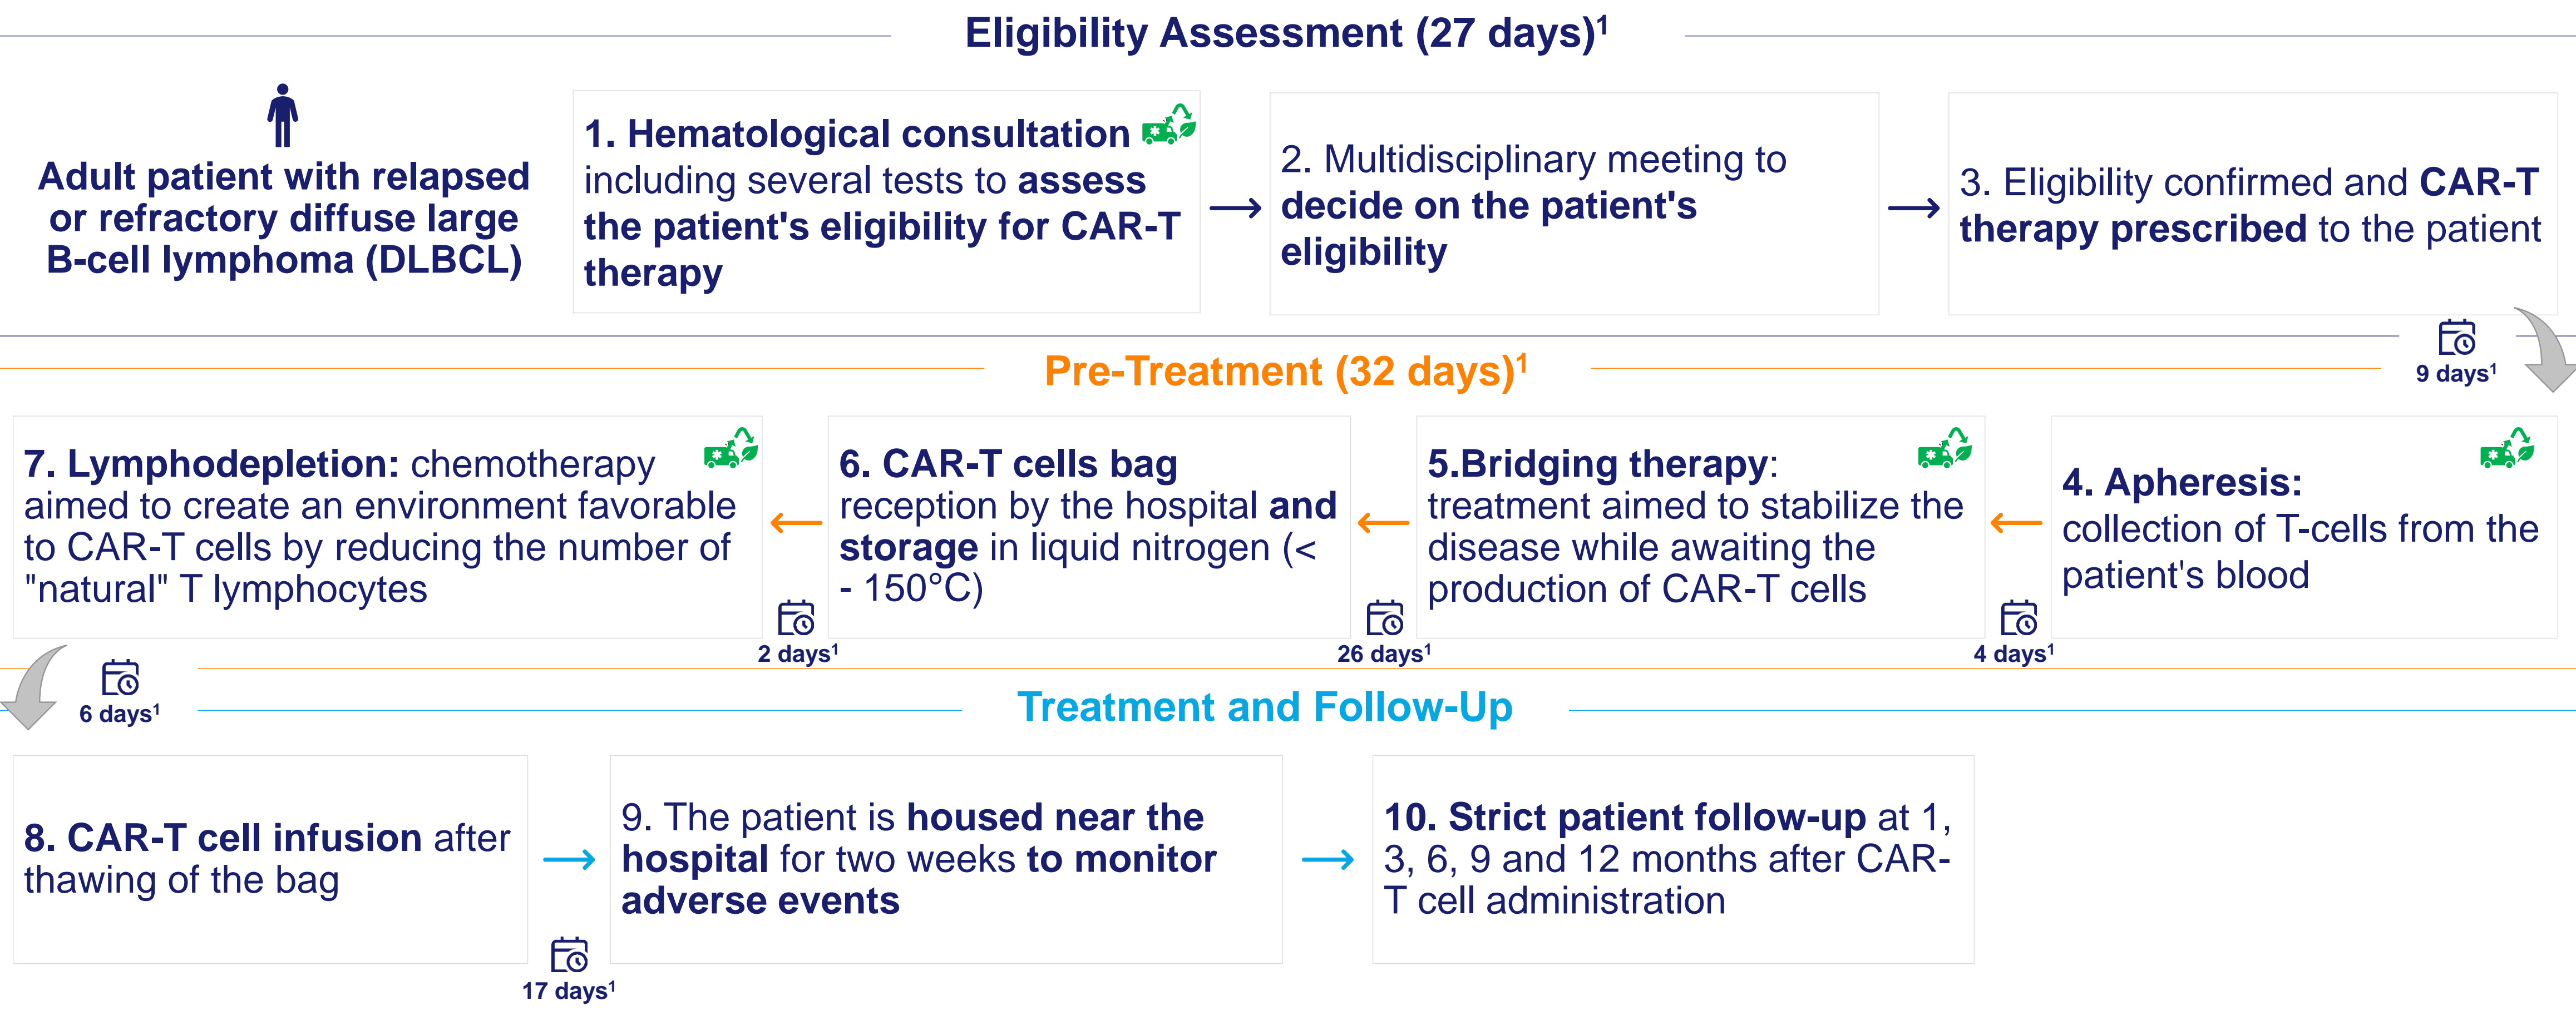 Eligibility Assessment (27 days)¹
Adult patient with relapsed
or refractory diffuse large
B-cell lymphoma (DLBCL)
1. Hematological consultation
including several tests to assess
the patient's eligibility for CAR-T
therapy
2. Multidisciplinary meeting to
decide on the patient's
eligibility
3. Eligibility confirmed and CAR-T
therapy prescribed to the patient
9 days¹
Pre-Treatment (32 days)¹
4. Apheresis:
collection of T-cells from the
patient's blood
4 days¹
5.Bridging therapy:
treatment aimed to stabilize the
disease while awaiting the
production of CAR-T cells
26 days¹
6. CAR-T cells bag
reception by the hospital and
storage in liquid nitrogen (<
- 150°C)
2 days¹
7. Lymphodepletion: chemotherapy
aimed to create an environment favorable
to CAR-T cells by reducing the number of
"natural" T lymphocytes
6 days¹
Treatment and Follow-Up
8. CAR-T cell infusion after
thawing of the bag
17 days¹
9. The patient is housed near the
hospital for two weeks to monitor
adverse events
10. Strict patient follow-up at 1,
3, 6, 9 and 12 months after CAR-
T cell administration